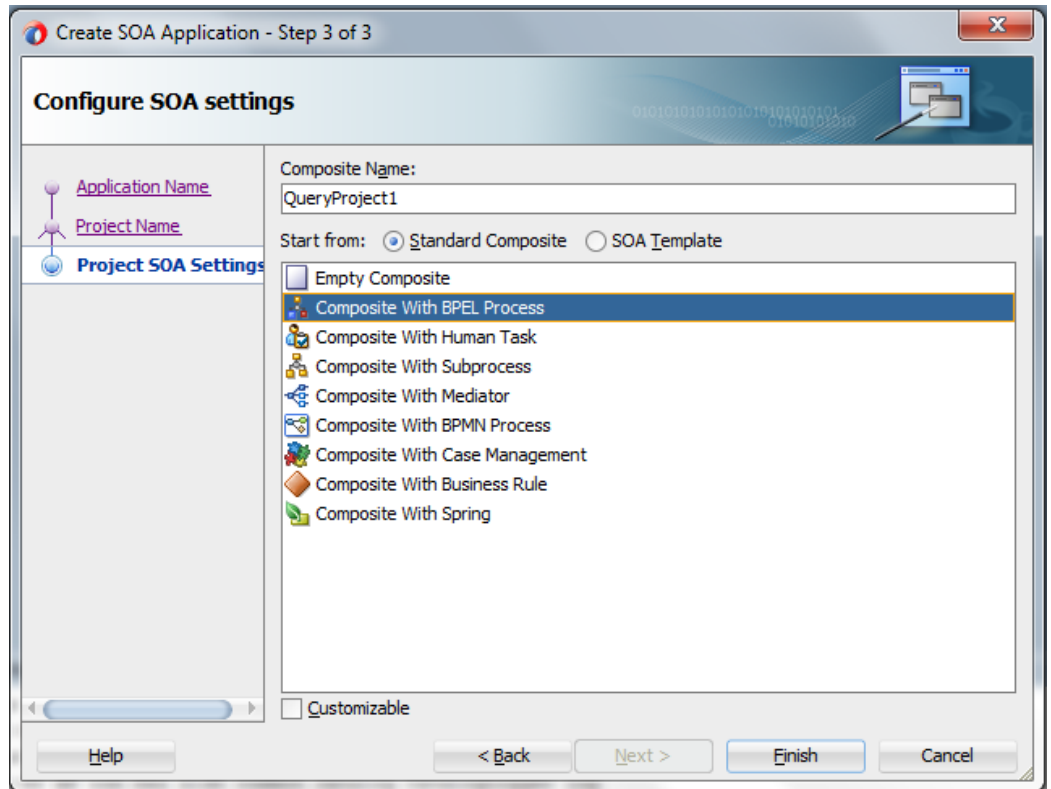 Create SOA Application - Step 3 of 3
Configure SOA settings
Application Name
Project Name
Project SOA Settings
Composite Name:
QueryProject1
Start from: Standard Composite SOA Template
Empty Composite
Composite With BPEL Process
Composite With Human Task
Composite With Subprocess
Composite With Mediator
Composite With BPMN Process
Composite With Case Management
Composite With Business Rule
Composite With Spring
Customizable
Help < Back Next > Finish Cancel